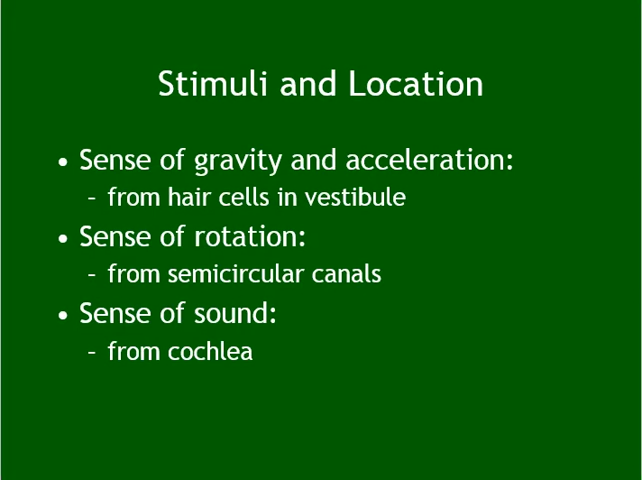 Stimuli and Location
• Sense of gravity and acceleration:
– from hair cells in vestibule
• Sense of rotation:
– from semicircular canals
• Sense of sound:
– from cochlea